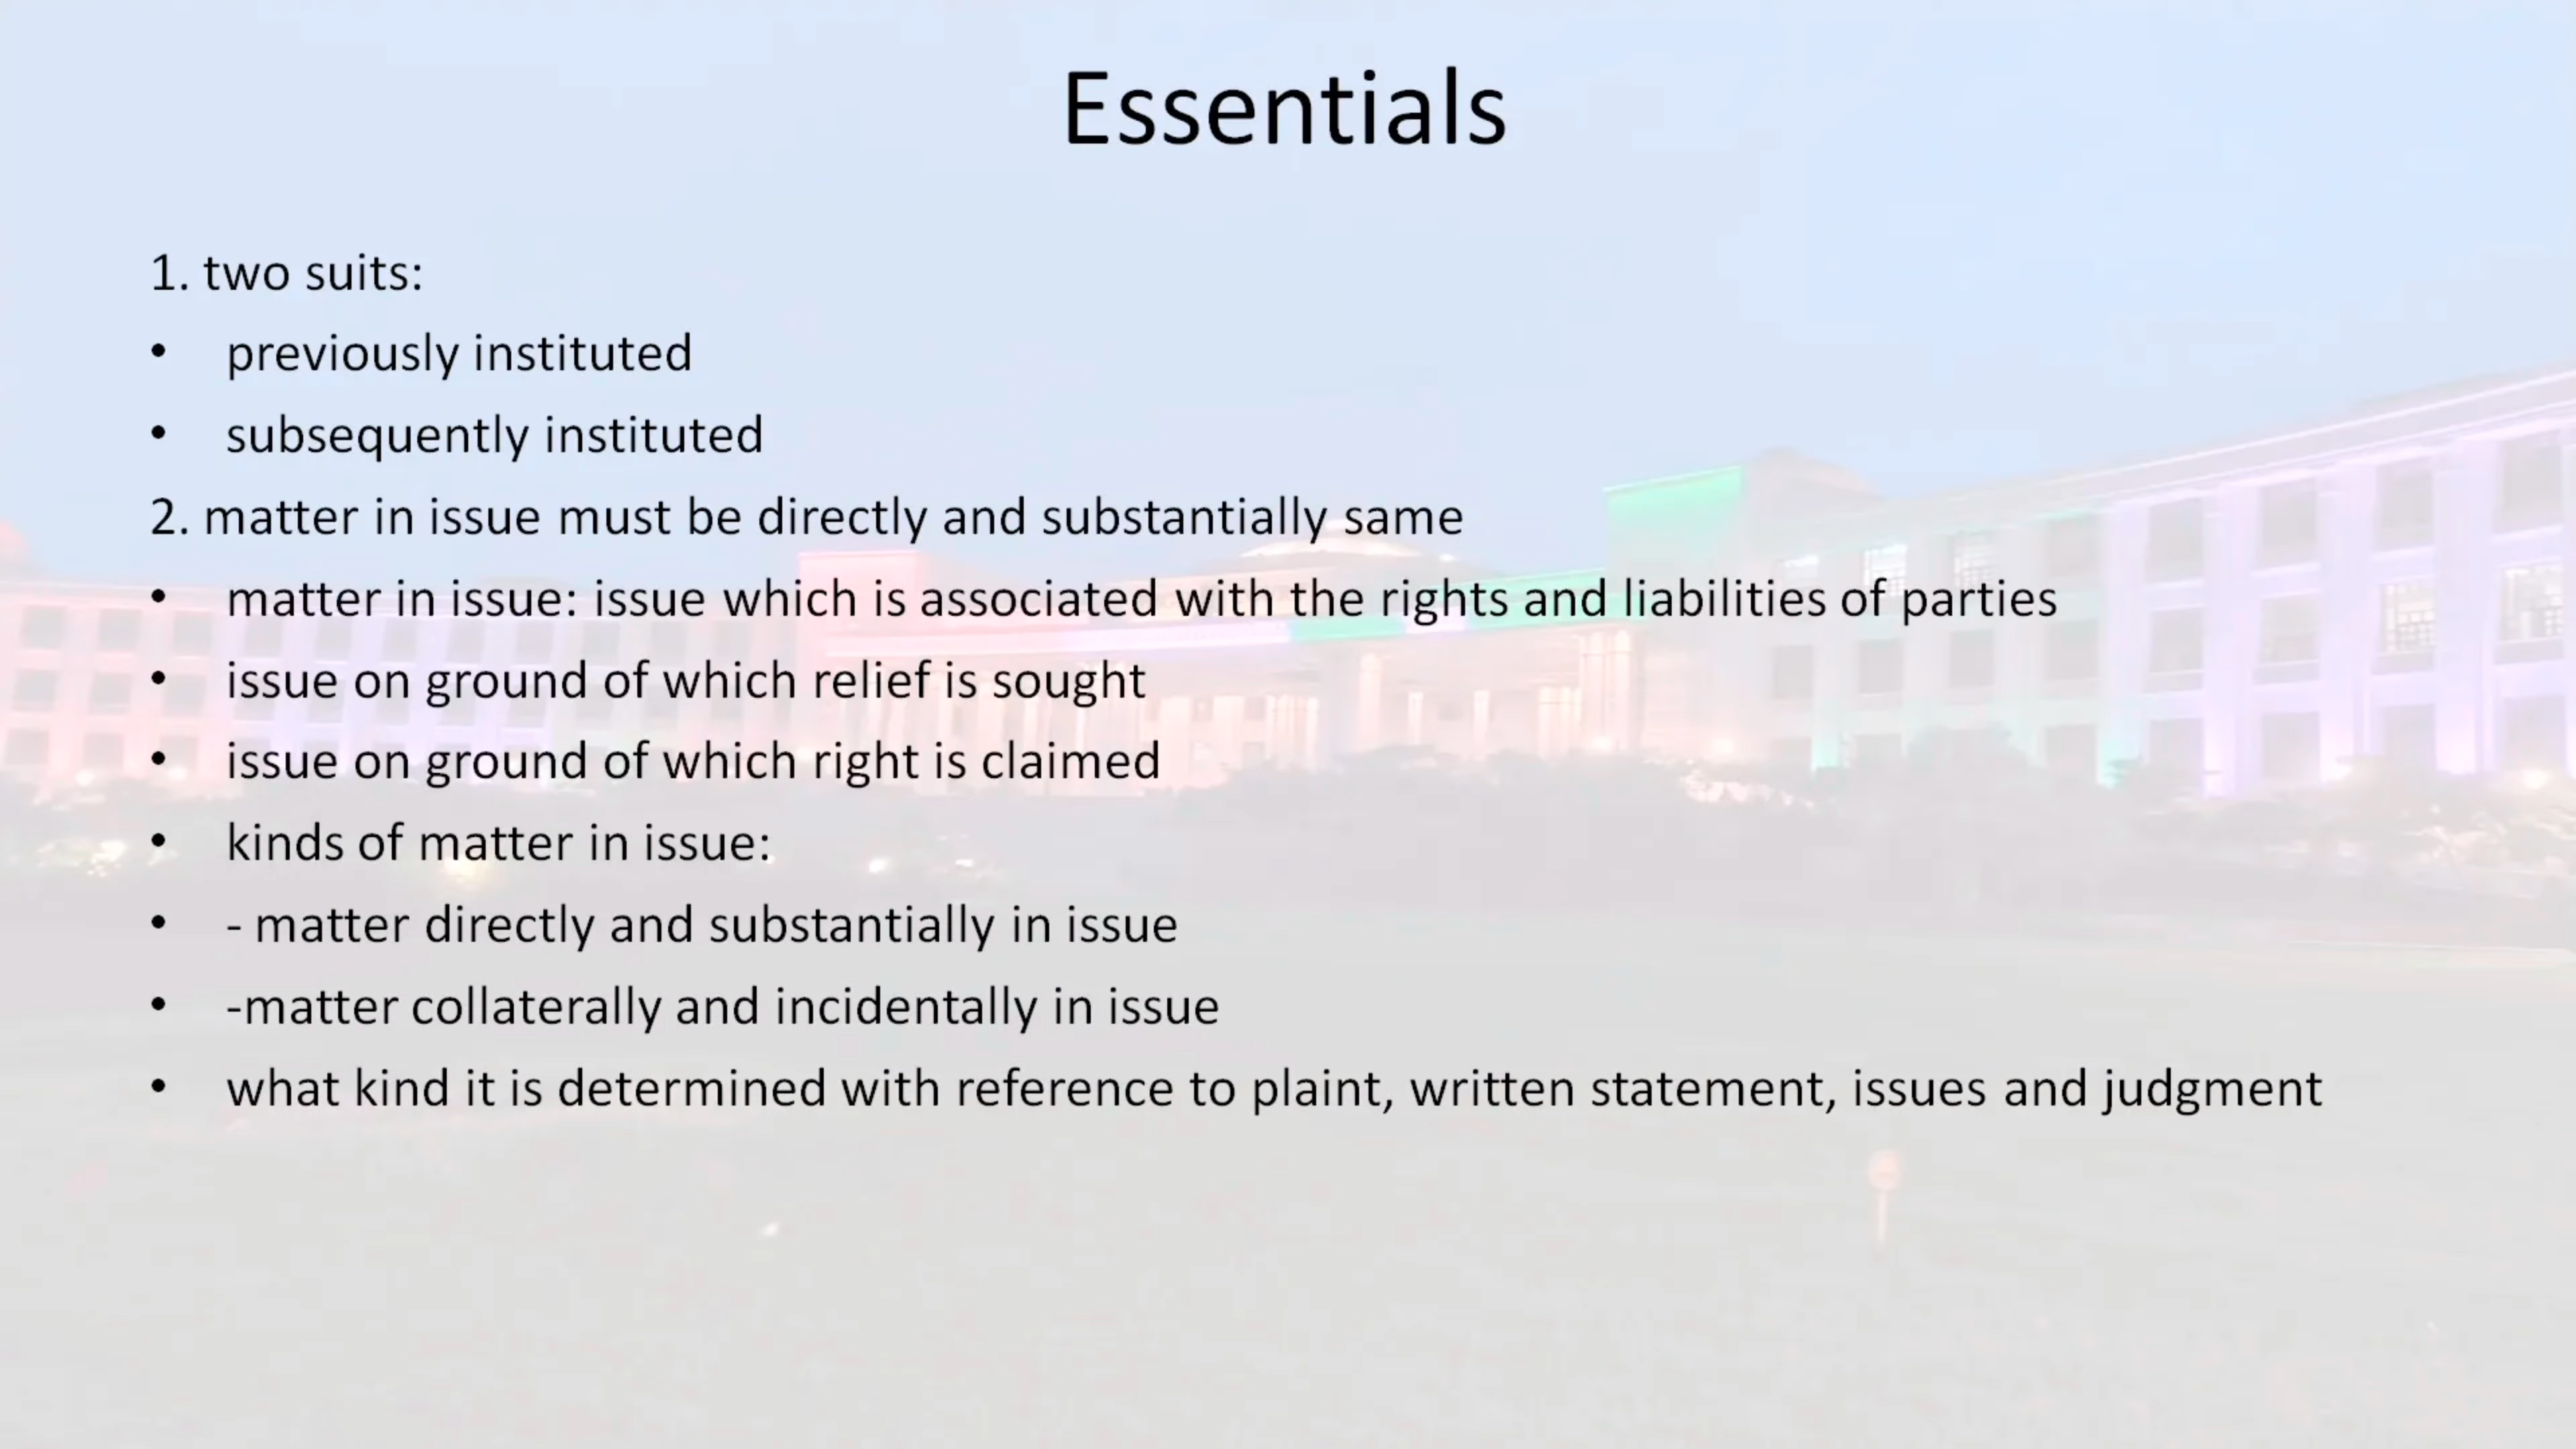 Essentials
1. two suits:
• previously instituted
• subsequently instituted
2. matter in issue must be directly and substantially same
• matter in issue: issue which is associated with the rights and liabilities of parties
• issue on ground of which relief is sought
• issue on ground of which right is claimed
• kinds of matter in issue:
• - matter directly and substantially in issue
• -matter collaterally and incidentally in issue
• what kind it is determined with reference to plaint, written statement, issues and judgment